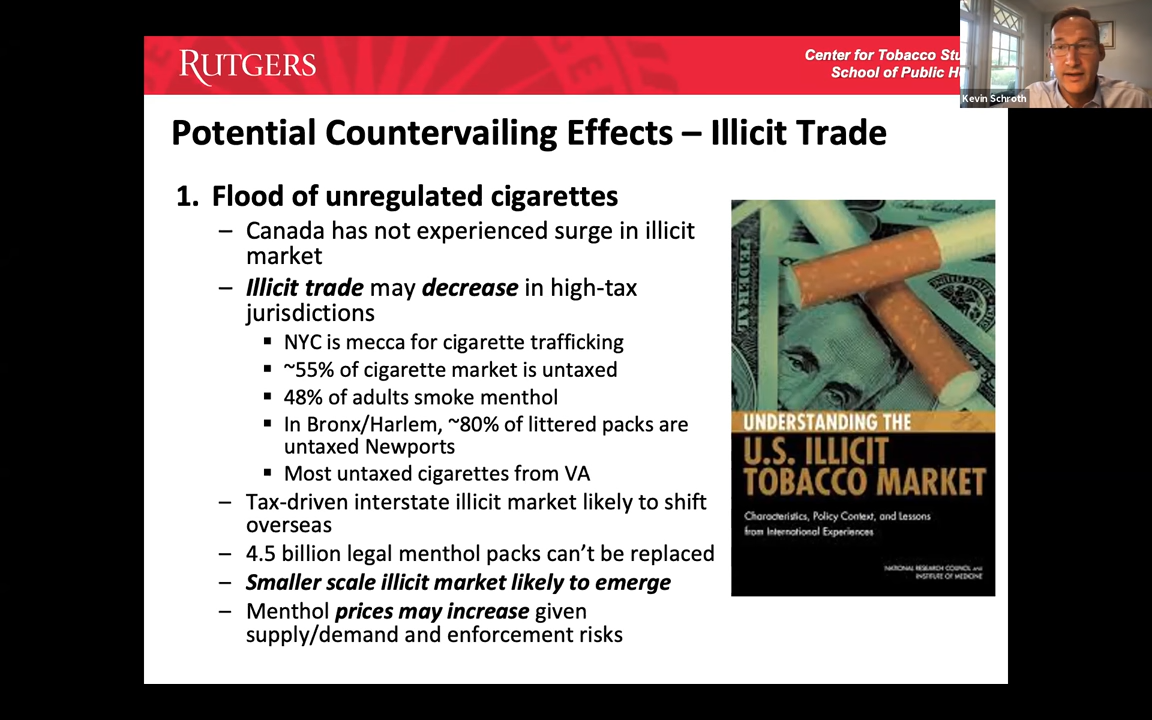 RUTGERS
Center for Tobacco Stu
School of Public H
Kevin Schroth
Potential Countervailing Effects – Illicit Trade
1. Flood of unregulated cigarettes
– Canada has not experienced surge in illicit
market
– Illicit trade may decrease in high-tax
jurisdictions
▪ NYC is mecca for cigarette trafficking
▪ ~55% of cigarette market is untaxed
▪ 48% of adults smoke menthol
▪ In Bronx/Harlem, ~80% of littered packs are
untaxed Newports
▪ Most untaxed cigarettes from VA
– Tax-driven interstate illicit market likely to shift
overseas
– 4.5 billion legal menthol packs can’t be replaced
– Smaller scale illicit market likely to emerge
– Menthol prices may increase given
supply/demand and enforcement risks
FEDERAL
UNDERSTANDING THE
U.S. ILLICIT
TOBACCO MARKET
Characteristics, Policy Context, and Lessons
from International Experiences
NATIONAL RESEARCH COUNCIL AND
INSTITUTE OF MEDICINE